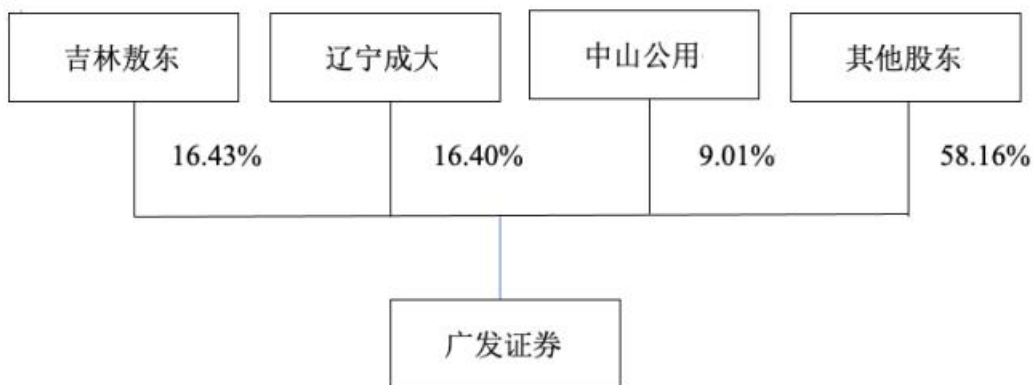 吉林敖东
辽宁成大
中山公用
其他股东
16.43%
16.40%
9.01%
58.16%
广发证券